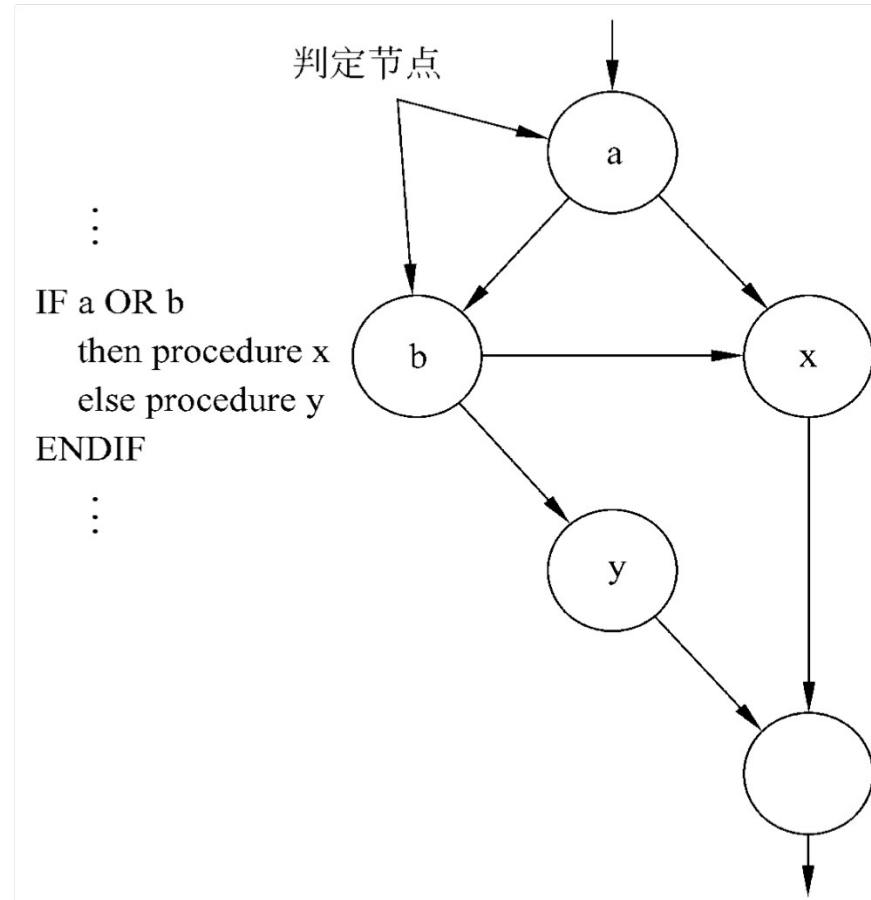 判定节点
a
⋮
IF a OR b
then procedure x
else procedure y
ENDIF
⋮
b
x
y